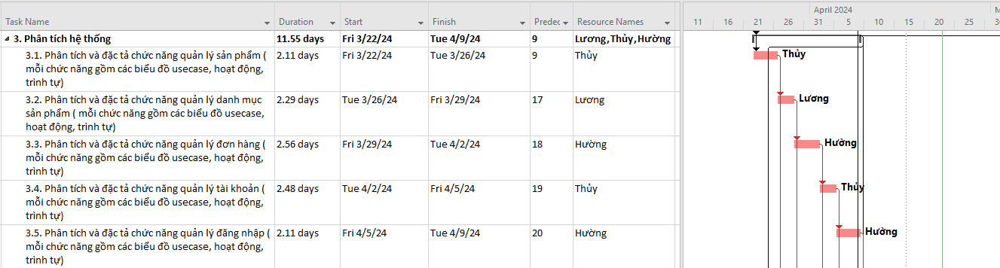 Task Name Duration Start Finish Predec Resource Names
April 2024 M
11 16 21 26 31 5 10 15 20 25 30
3. Phân tích hệ thống 11.55 days Fri 3/22/24 Tue 4/9/24 9 Lương,Thủy,Hường
3.1. Phân tích và đặc tả chức năng quản lý sản phẩm ( 2.11 days Fri 3/22/24 Tue 3/26/24 9 Thủy Thủy
mỗi chức năng gồm các biểu đồ usecase, hoạt động,
trình tự)
3.2. Phân tích và đặc tả chức năng quản lý danh mục 2.29 days Tue 3/26/24 Fri 3/29/24 17 Lương Lương
sản phẩm ( mỗi chức năng gồm các biểu đồ usecase,
hoạt động, trình tự)
3.3. Phân tích và đặc tả chức năng quản lý đơn hàng ( 2.56 days Fri 3/29/24 Tue 4/2/24 18 Hường Hường
mỗi chức năng gồm các biểu đồ usecase, hoạt động,
trình tự)
3.4. Phân tích và đặc tả chức năng quản lý tài khoản ( 2.48 days Tue 4/2/24 Fri 4/5/24 19 Thủy Thủy
mỗi chức năng gồm các biểu đồ usecase, hoạt động,
trình tự)
3.5. Phân tích và đặc tả chức năng quản lý đăng nhập ( 2.11 days Fri 4/5/24 Tue 4/9/24 20 Hường Hường
mỗi chức năng gồm các biểu đồ usecase, hoạt động,
trình tự)